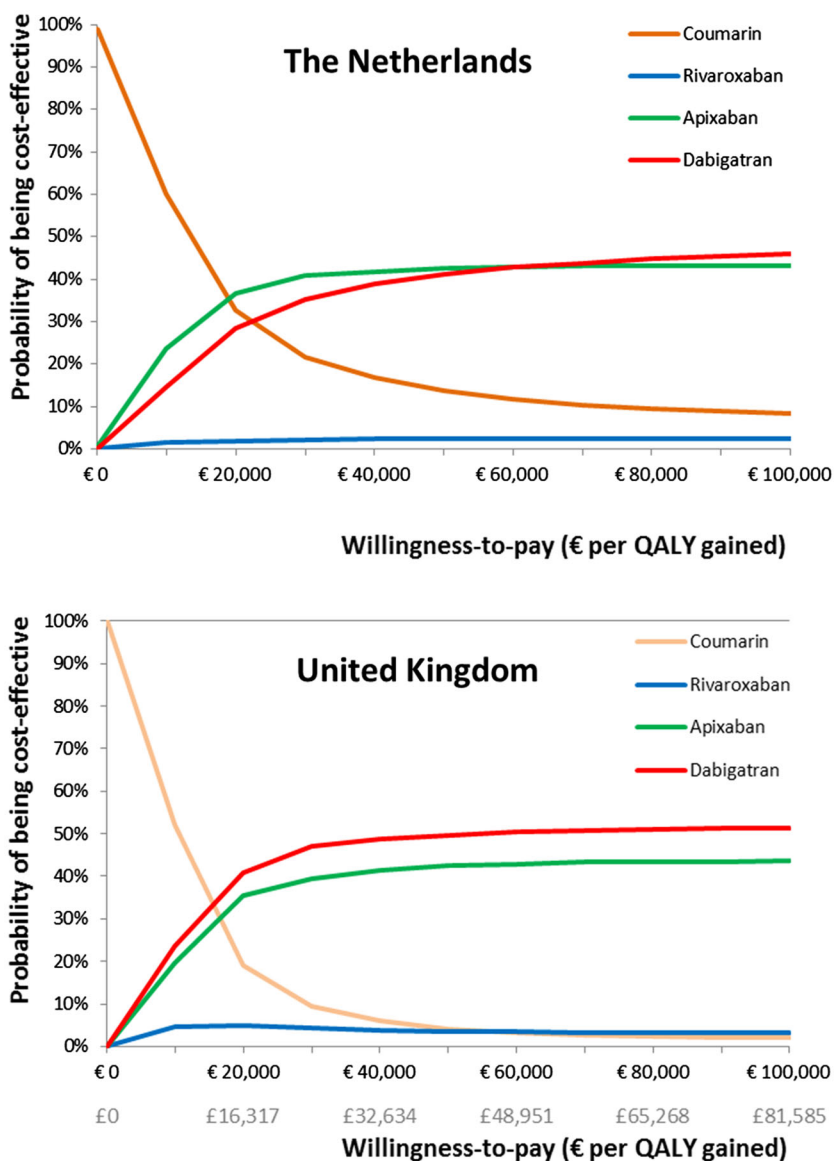 The Netherlands
Coumarin
Rivaroxaban
Apixaban
Dabigatran
Probability of being cost-effective
100%
90%
80%
70%
60%
50%
40%
30%
20%
10%
0%
€ 0 € 20,000 € 40,000 € 60,000 € 80,000 € 100,000
Willingness-to-pay (€ per QALY gained)
United Kingdom
Coumarin
Rivaroxaban
Apixaban
Dabigatran
Probability of being cost-effective
100%
90%
80%
70%
60%
50%
40%
30%
20%
10%
0%
€ 0 € 20,000 € 40,000 € 60,000 € 80,000 € 100,000
£0 £16,317 £32,634 £48,951 £65,268 £81,585
Willingness-to-pay (€ per QALY gained)